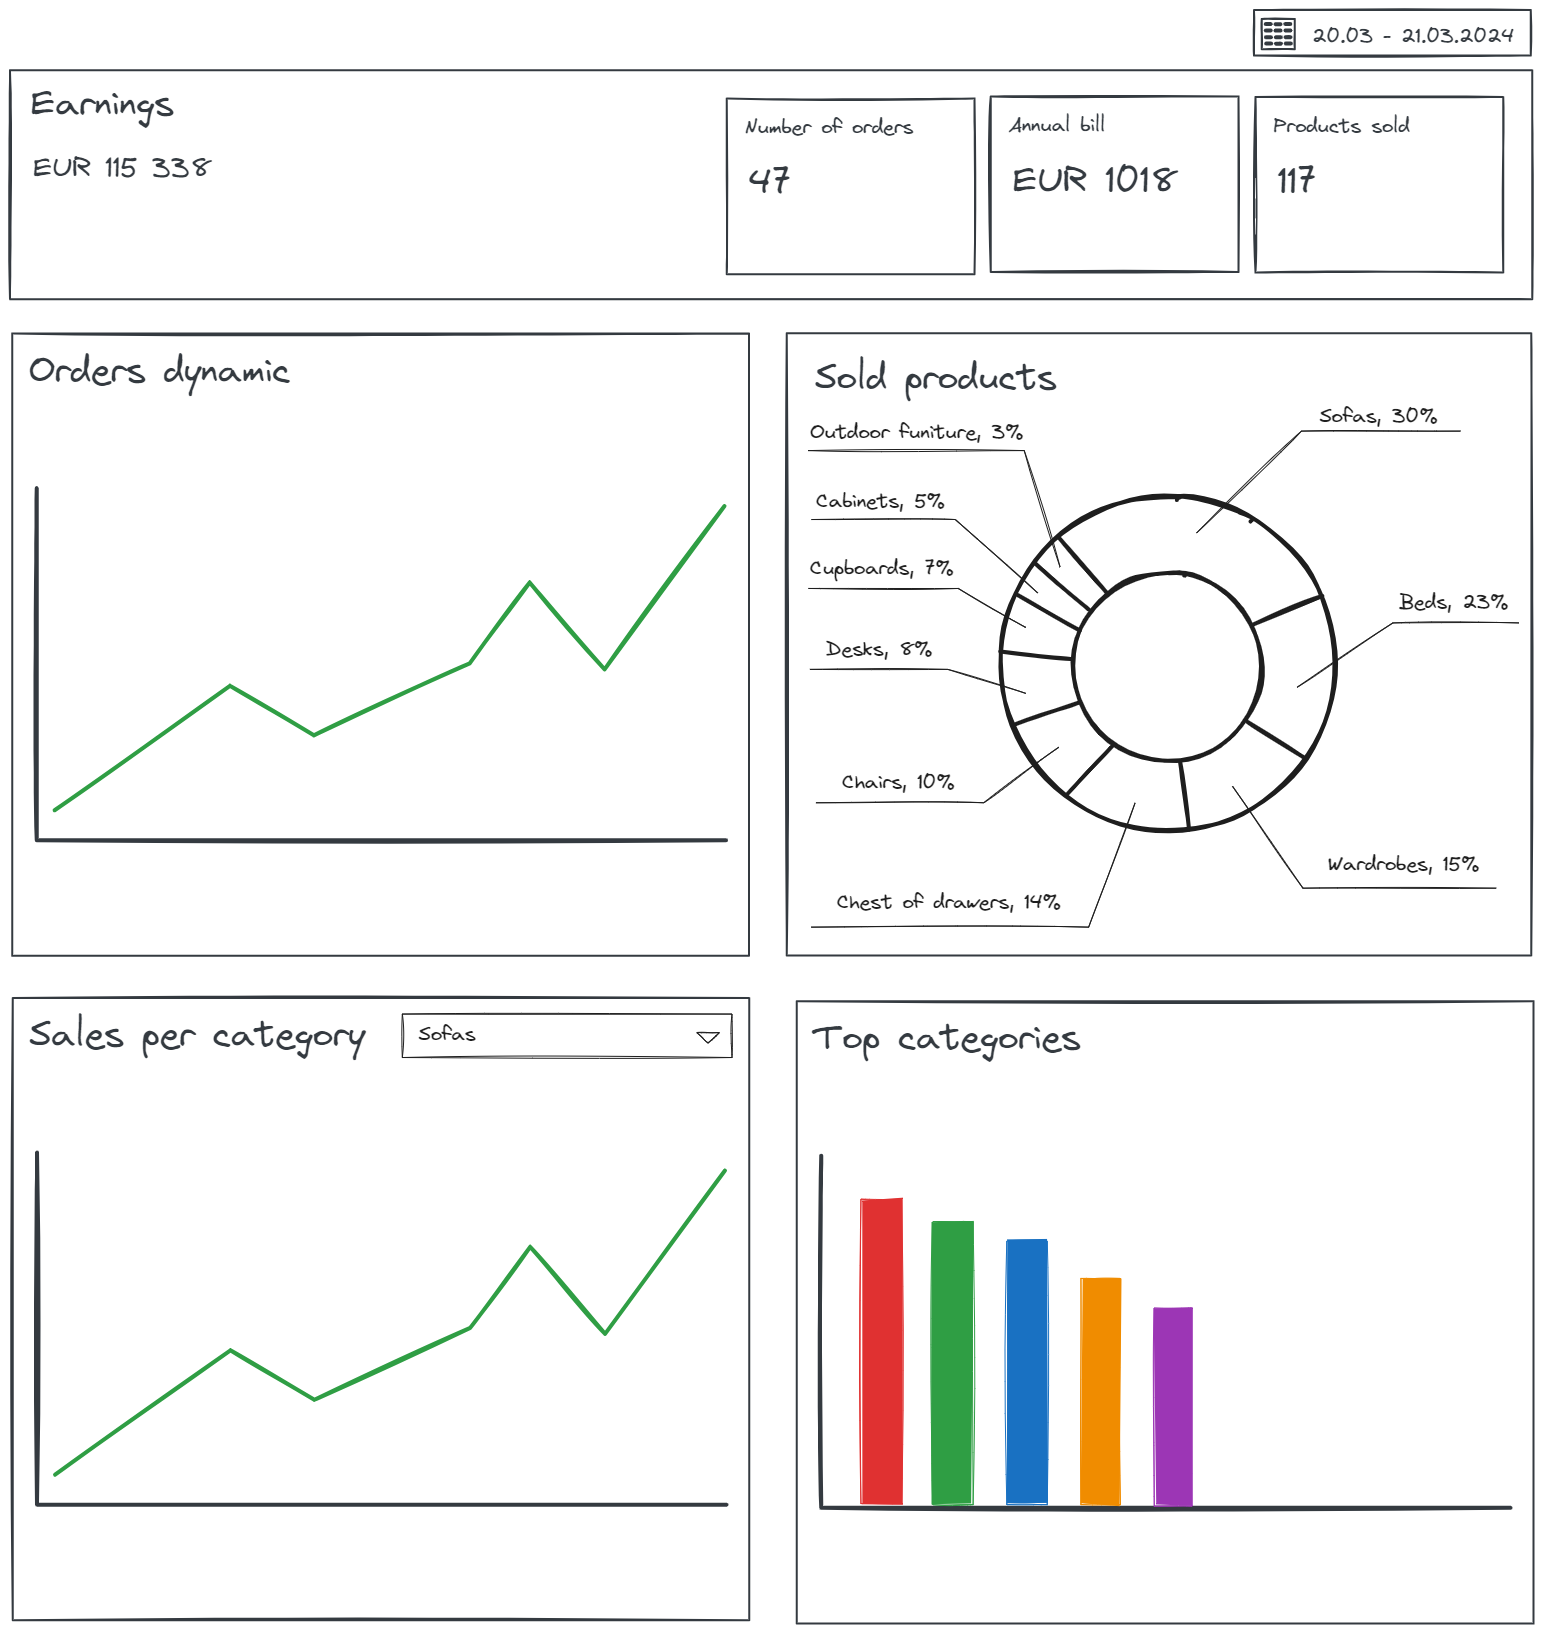 20.03 - 21.03.2024
Earnings
EUR 115 338
Number of orders
47
Annual bill
EUR 1018
Products sold
117
Orders dynamic
Sold products
Outdoor funiture, 3%
Sofas, 30%
Cabinets, 5%
Cupboards, 7%
Beds, 23%
Desks, 8%
Chairs, 10%
Wardrobes, 15%
Chest of drawers, 14%
Sales per category
Sofas
Top categories